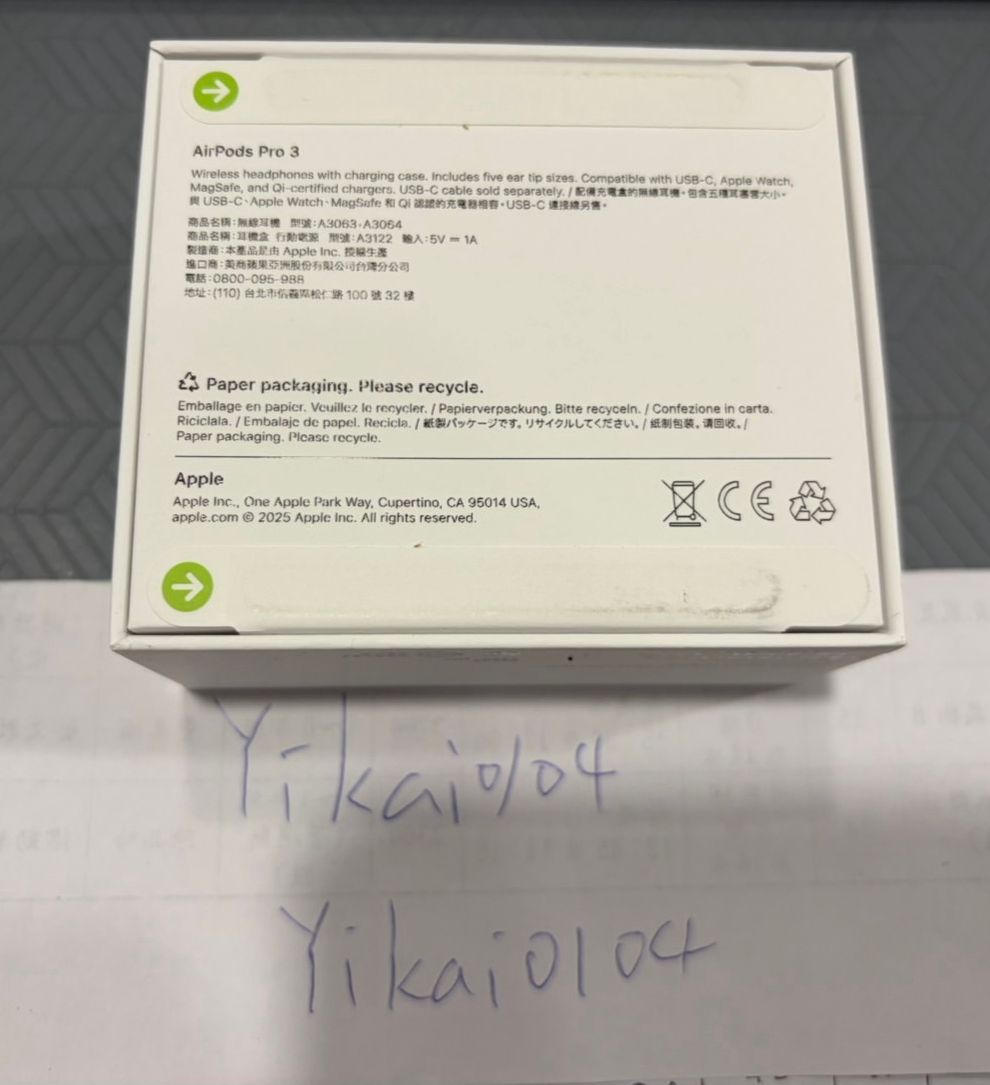 AirPods Pro 3
Wireless headphones with charging case. Includes five ear tip sizes. Compatible with USB-C, Apple Watch,
MagSafe, and Qi-certified chargers. USB-C cable sold separately. / 配備充電盒的無線耳機，包含五種耳塞套大小。
與 USB-C、Apple Watch、MagSafe 和 Qi 認證的充電器相容。USB-C 連接線另售。
商品名稱：無線耳機 型號：A3063、A3064
商品名稱：耳機盒 行動電源 型號：A3122 輸入：5V ⎓ 1A
製造商：本產品是由 Apple Inc. 授權生產
進口商：美商蘋果亞洲股份有限公司台灣分公司
電話：0800-095-988
地址：(110) 台北市信義區松仁路 100 號 32 樓
Paper packaging. Please recycle.
Emballage en papier. Veuillez le recycler. / Papierverpackung. Bitte recyceln. / Confezione in carta.
Riciclala. / Embalaje de papel. Recicla. / 紙製パッケージです。リサイクルしてください。/ 纸制包装，请回收。/
Paper packaging. Please recycle.
Apple
Apple Inc., One Apple Park Way, Cupertino, CA 95014 USA,
apple.com © 2025 Apple Inc. All rights reserved.
CE
Yikai0104
Yikai0104